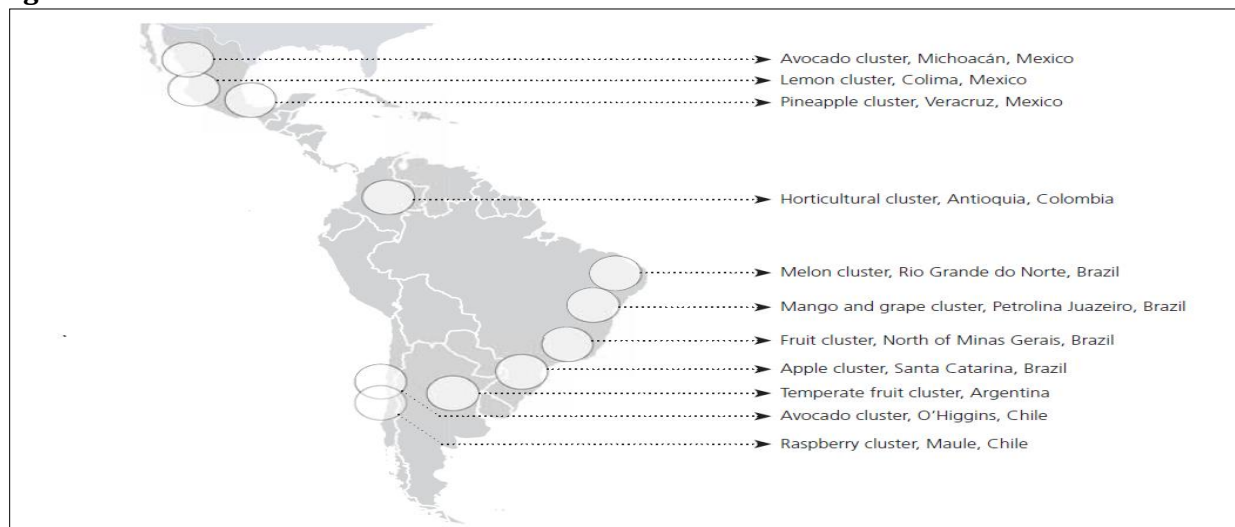 Avocado cluster, Michoacán, Mexico
Lemon cluster, Colima, Mexico
Pineapple cluster, Veracruz, Mexico
Horticultural cluster, Antioquia, Colombia
Melon cluster, Rio Grande do Norte, Brazil
Mango and grape cluster, Petrolina Juazeiro, Brazil
Fruit cluster, North of Minas Gerais, Brazil
Apple cluster, Santa Catarina, Brazil
Temperate fruit cluster, Argentina
Avocado cluster, O’Higgins, Chile
Raspberry cluster, Maule, Chile